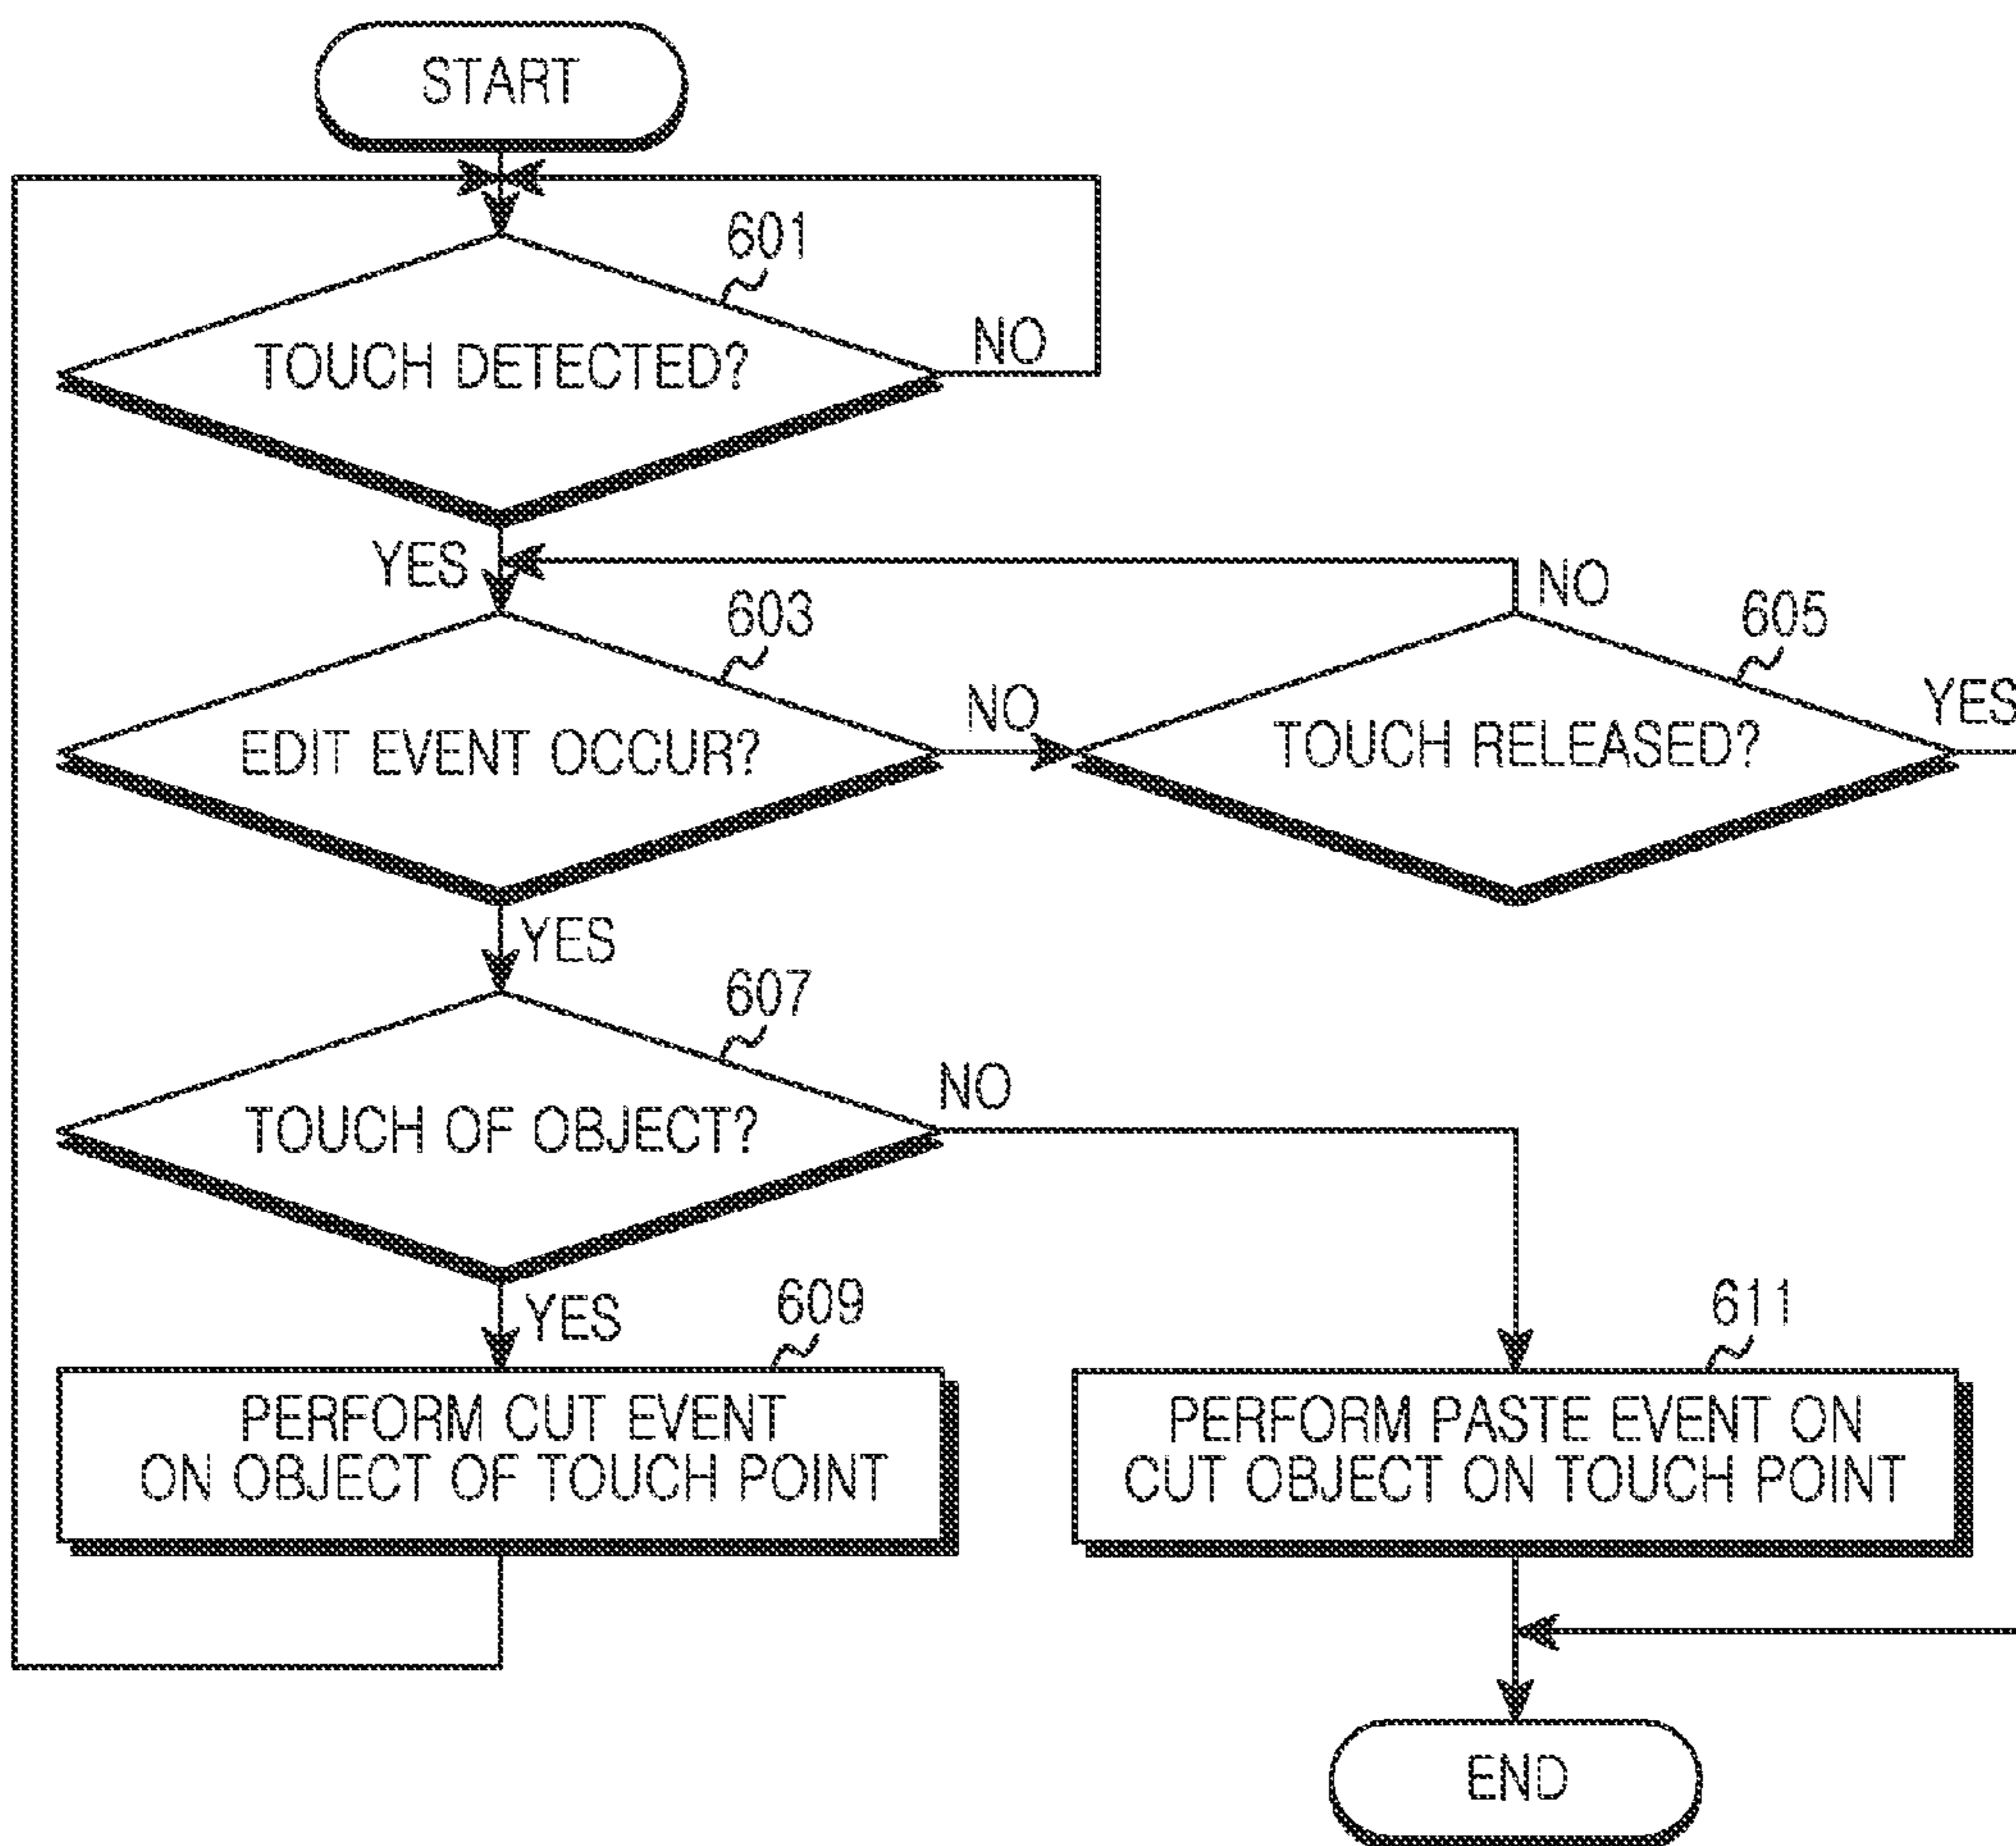 START
601
TOUCH DETECTED?
NO
YES
NO
603
605
EDIT EVENT OCCUR?
NO
TOUCH RELEASED?
YES
YES
607
TOUCH OF OBJECT?
NO
YES
609
611
PERFORM CUT EVENT
ON OBJECT OF TOUCH POINT
PERFORM PASTE EVENT ON
CUT OBJECT ON TOUCH POINT
END